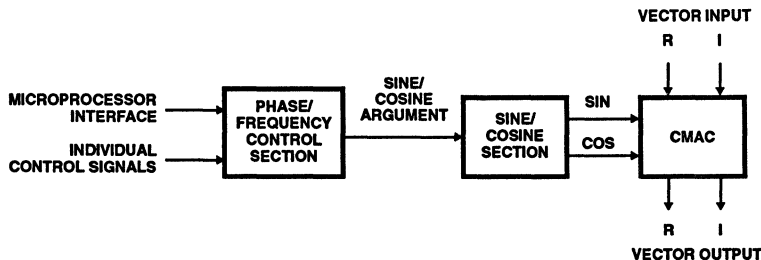 VECTOR INPUT
R I
MICROPROCESSOR
INTERFACE
INDIVIDUAL
CONTROL SIGNALS
PHASE/
FREQUENCY
CONTROL
SECTION
SINE/
COSINE
ARGUMENT
SINE/
COSINE
SECTION
SIN
COS
CMAC
R I
VECTOR OUTPUT